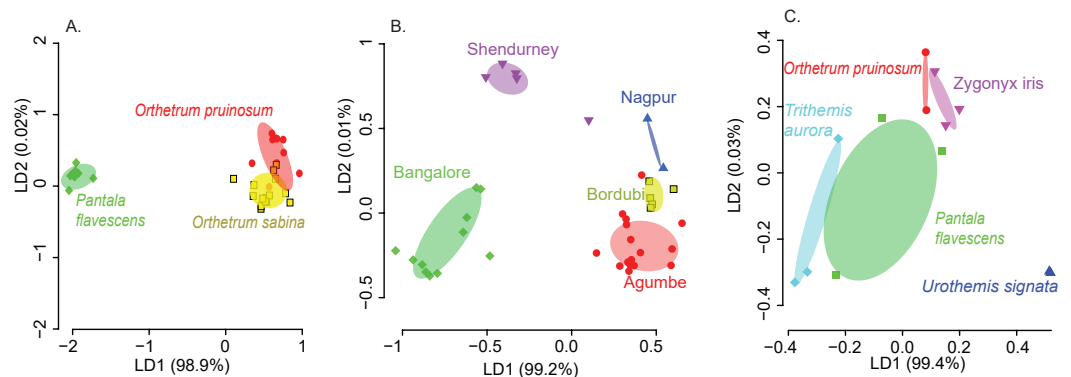 A.
2
1
0
−1
−2
LD2 (0.02%)
Orthetrum pruinosum
Pantala
flavescens
Orthetrum sabina
−2
−1
0
1
LD1 (98.9%)
B.
1
0.5
0.0
−0.5
LD2 (0.01%)
Shendurney
Nagpur
Bangalore
Bordubi
Agumbe
−1
−0.5
0.0
0.5
LD1 (99.2%)
C.
0.4
0.2
0.0
−0.2
−0.4
LD2 (0.03%)
Orthetrum pruinosum
Zygonyx iris
Trithemis
aurora
Pantala
flavescens
Urothemis signata
−0.4
−0.2
0.0
0.2
0.4
LD1 (99.4%)